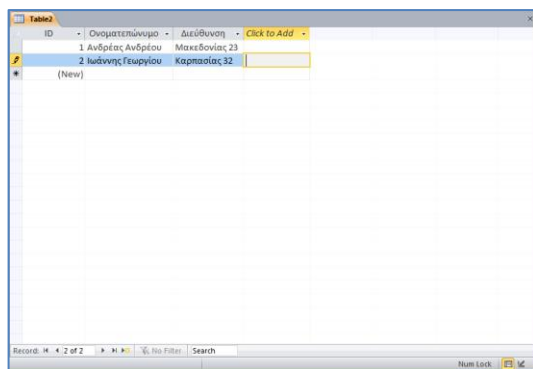 Table2
ID Ονοματεπώνυμο Διεύθυνση Click to Add
1 Ανδρέας Ανδρέου Μακεδονίας 23
2 Ιωάννης Γεωργίου Καρπασίας 32
(New)
Record: 2 of 2 No Filter Search
Num Lock